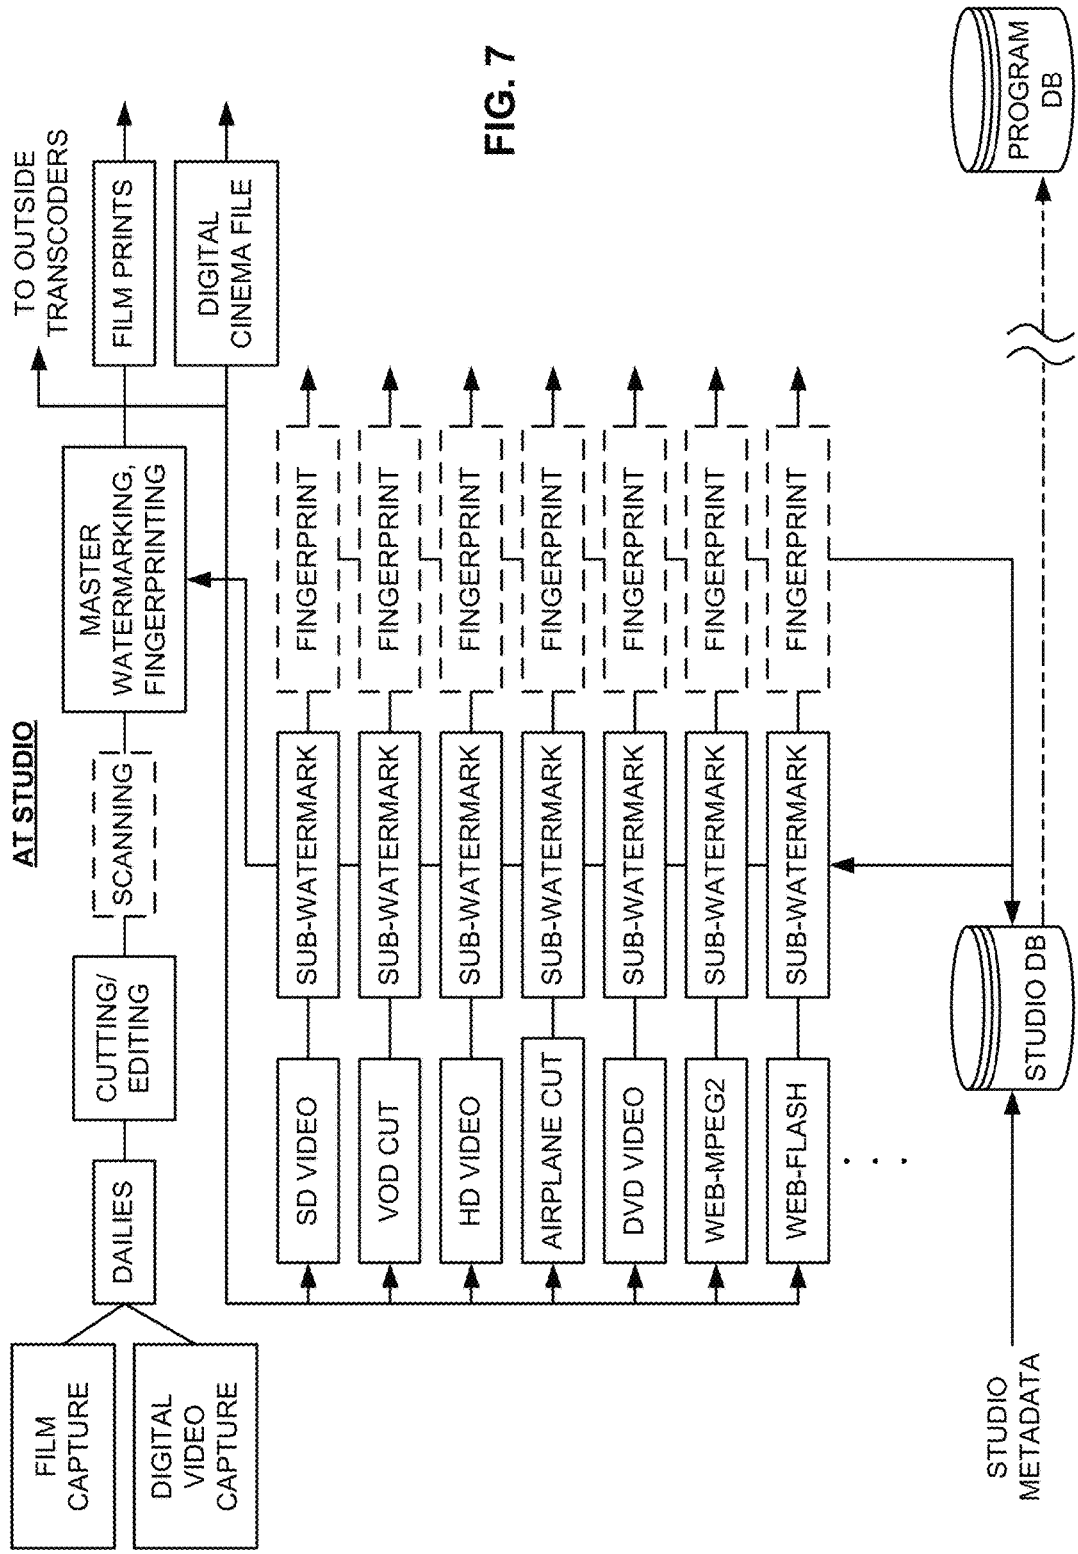 AT STUDIO
FILM
CAPTURE
DIGITAL
VIDEO
CAPTURE
DAILIES
CUTTING/
EDITING
SCANNING
MASTER
WATERMARKING,
FINGERPRINTING
TO OUTSIDE
TRANSCODERS
FILM PRINTS
DIGITAL
CINEMA FILE
SD VIDEO
SUB-WATERMARK
FINGERPRINT
VOD CUT
SUB-WATERMARK
FINGERPRINT
HD VIDEO
SUB-WATERMARK
FINGERPRINT
AIRPLANE CUT
SUB-WATERMARK
FINGERPRINT
DVD VIDEO
SUB-WATERMARK
FINGERPRINT
WEB-MPEG2
SUB-WATERMARK
FINGERPRINT
WEB-FLASH
SUB-WATERMARK
FINGERPRINT
. . .
STUDIO
METADATA
STUDIO DB
PROGRAM
DB
FIG. 7